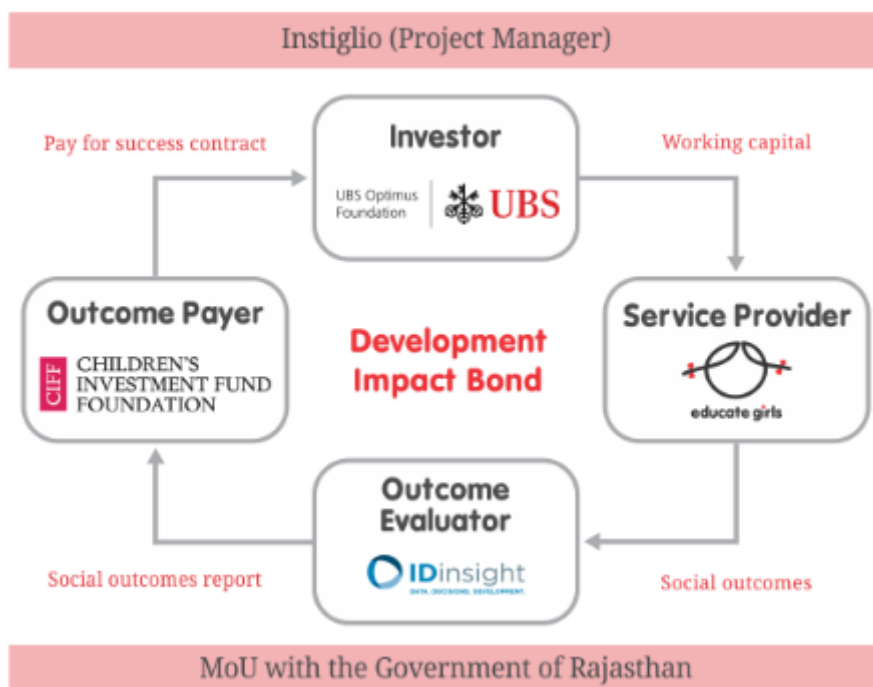 Instiglio (Project Manager)
Pay for success contract
Investor
Working capital
UBS Optimus
Foundation
UBS
Outcome Payer
CIFF
CHILDREN'S
INVESTMENT FUND
FOUNDATION
Development
Impact Bond
Service Provider
educate girls
Outcome
Evaluator
IDinsight
DATA. DECISIONS. DEVELOPMENT.
Social outcomes report
Social outcomes
MoU with the Government of Rajasthan